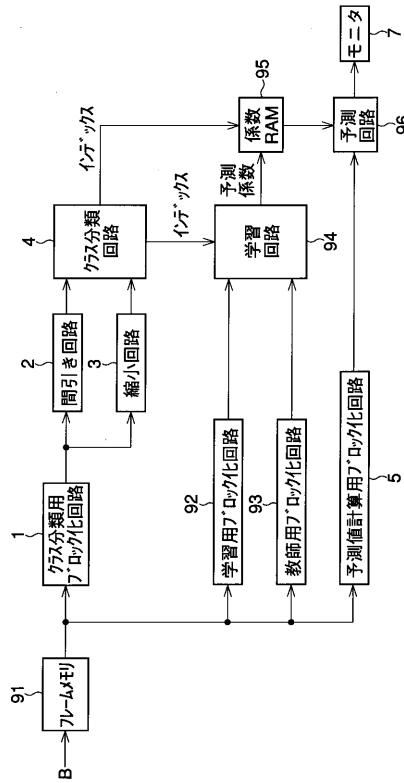 B
91
フレームメモリ
1
クラス分類用
ブロック化回路
2
間引き回路
3
縮小回路
4
クラス分類
回路
インデックス
インデックス
92
学習用ブロック化回路
93
教師用ブロック化回路
学習
回路
94
予測
係数
95
係数
RAM
5
予測値計算用ブロック化回路
予測
回路
96
モニタ
7